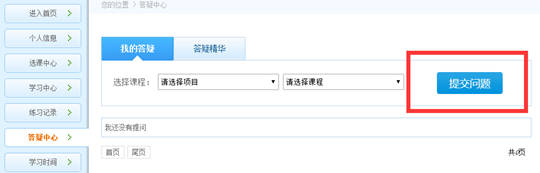 您的位置 > 答疑中心
进入首页
个人信息
选课中心
学习中心
练习记录
答疑中心
学习时间
我的答疑 答疑精华
选择课程： 请选择项目 请选择课程 提交问题
我还没有提问
首页 尾页
共0页